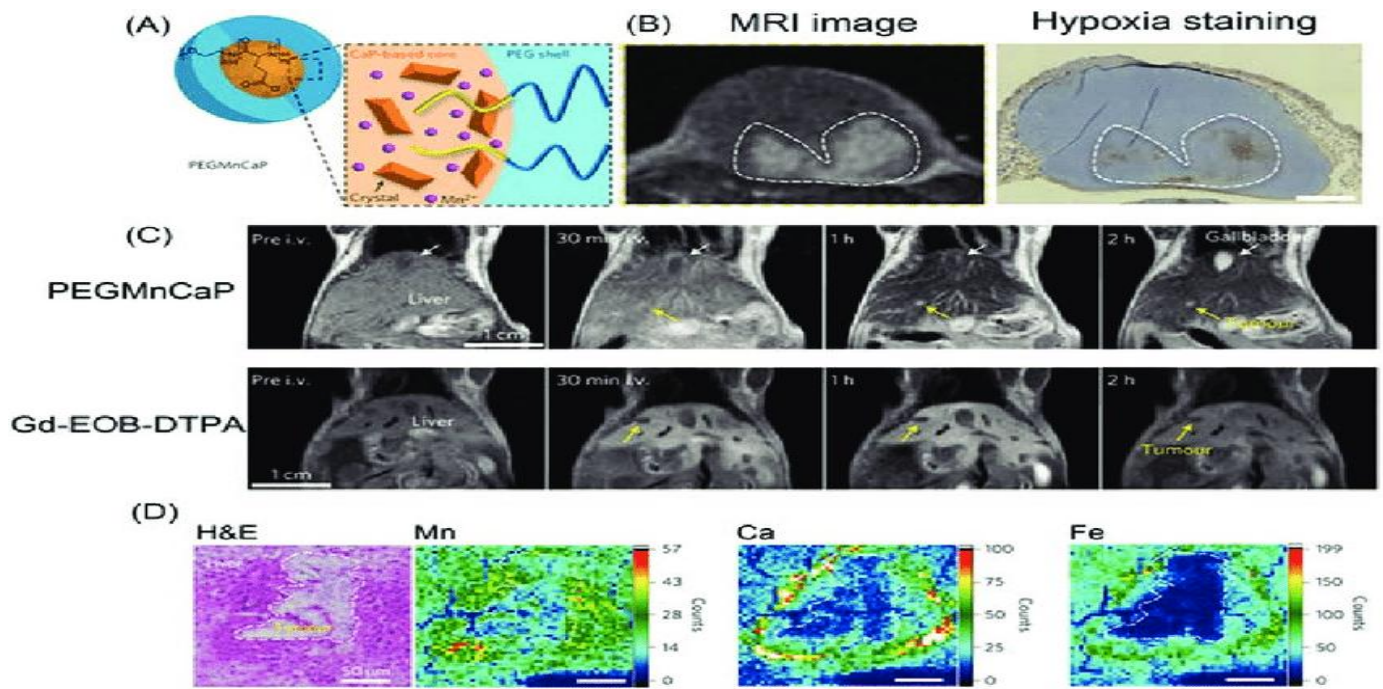 (A)
CaP-based core
PEG shell
PEGMnCaP
Crystal
Mn²⁺
(B)
MRI image
Hypoxia staining
(C)
PEGMnCaP
Pre i.v.
Liver
1 cm
30 min i.v.
1 h
2 h
Gallbladder
Tumour
Gd-EOB-DTPA
Pre i.v.
Liver
1 cm
30 min i.v.
1 h
2 h
Tumour
(D)
H&E
Liver
Tumour
50 µm
Mn
57
43
28
14
0
Counts
Ca
100
75
50
25
0
Counts
Fe
199
150
100
50
0
Counts